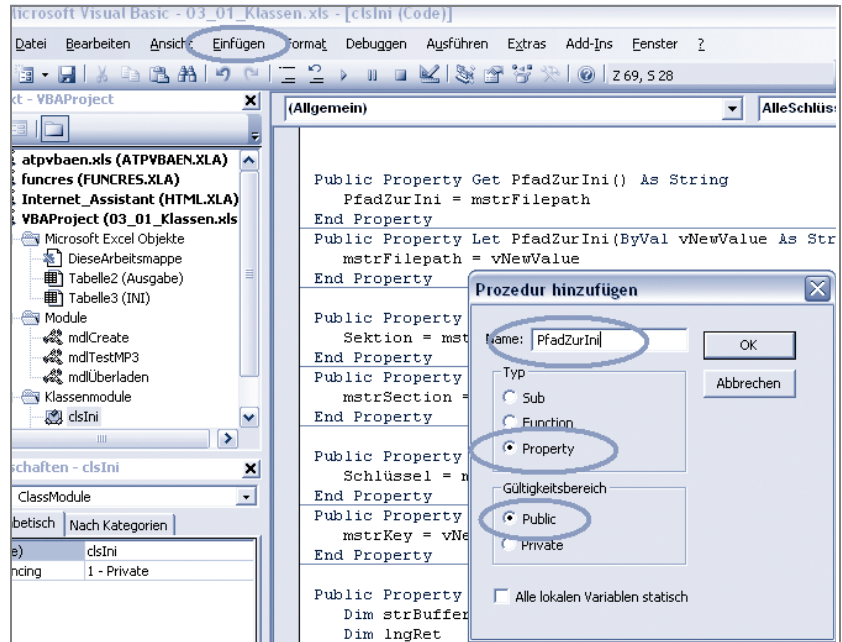 Microsoft Visual Basic - 03_01_Klassen.xls - [clsIni (Code)]
Datei Bearbeiten Ansicht Einfügen Format Debuggen Ausführen Extras Add-Ins Fenster ?
Z 69, S 28
kt - VBAProject
atpvbaen.xls (ATPVBAEN.XLA)
funcres (FUNCRES.XLA)
Internet_Assistant (HTML.XLA)
VBAProject (03_01_Klassen.xls
Microsoft Excel Objekte
DieseArbeitsmappe
Tabelle2 (Ausgabe)
Tabelle3 (INI)
Module
mdlCreate
mdlTestMP3
mdlÜberladen
Klassenmodule
clsIni
schaften - clsIni
ClassModule
abetisch Nach Kategorien
e) clsIni
ncing 1 - Private
(Allgemein) AlleSchlüs
Public Property Get PfadZurIni() As String
PfadZurIni = mstrFilepath
End Property
Public Property Let PfadZurIni(ByVal vNewValue As Str
mstrFilepath = vNewValue
End Property
Public Property
Sektion = mst
End Property
Public Property
mstrSection =
End Property
Public Property
Schlüssel = m
End Property
Public Property
mstrKey = vNe
End Property
Public Property
Dim strBuffer
Dim lngRet
Prozedur hinzufügen
Name: PfadZurIni
OK
Abbrechen
Typ
Sub
Function
Property
Gültigkeitsbereich
Public
Private
Alle lokalen Variablen statisch